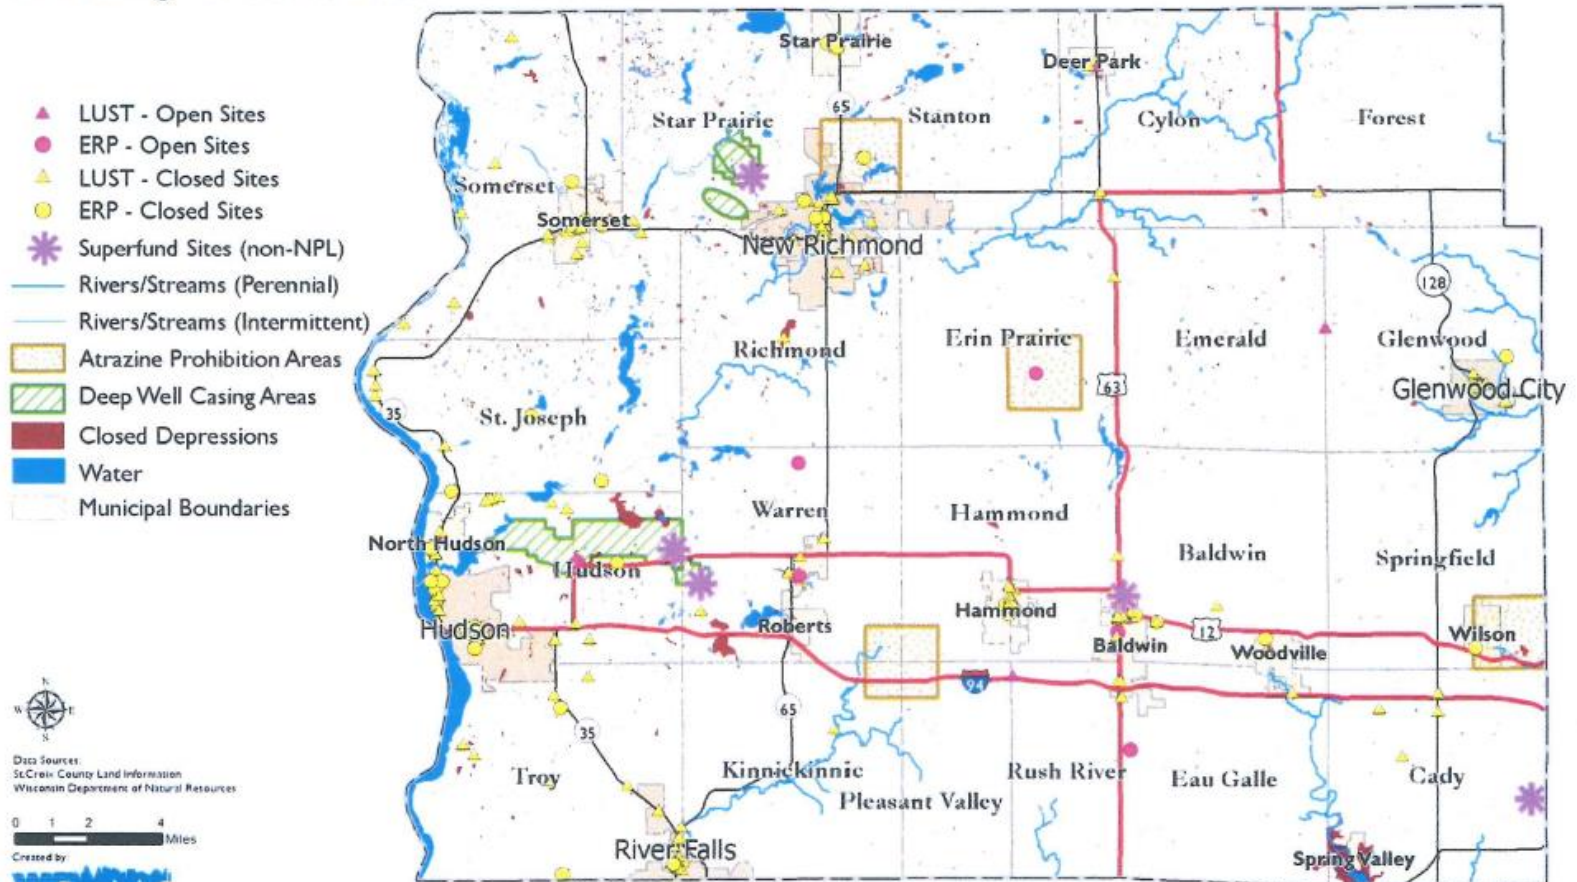 LUST - Open Sites
ERP - Open Sites
LUST - Closed Sites
ERP - Closed Sites
Superfund Sites (non-NPL)
Rivers/Streams (Perennial)
Rivers/Streams (Intermittent)
Atrazine Prohibition Areas
Deep Well Casing Areas
Closed Depressions
Water
Municipal Boundaries
N
W E
S
Data Sources:
St.Croix County Land Information
Wisconsin Department of Natural Resources
0 1 2 4
Miles
Created by:
Star Prairie
Deer Park
65
Star Prairie
Stanton
Cylon
Forest
Somerset
Somerset
New Richmond
128
Richmond
Erin Prairie
Emerald
Glenwood
63
Glenwood City
35
St. Joseph
Warren
Hammond
North Hudson
Baldwin
Springfield
Hudson
Hammond
Hudson
Roberts
12
Wilson
Baldwin
Woodville
94
65
35
Troy
Kinnickinnic
Rush River
Eau Galle
Cady
Pleasant Valley
River Falls
Spring Valley